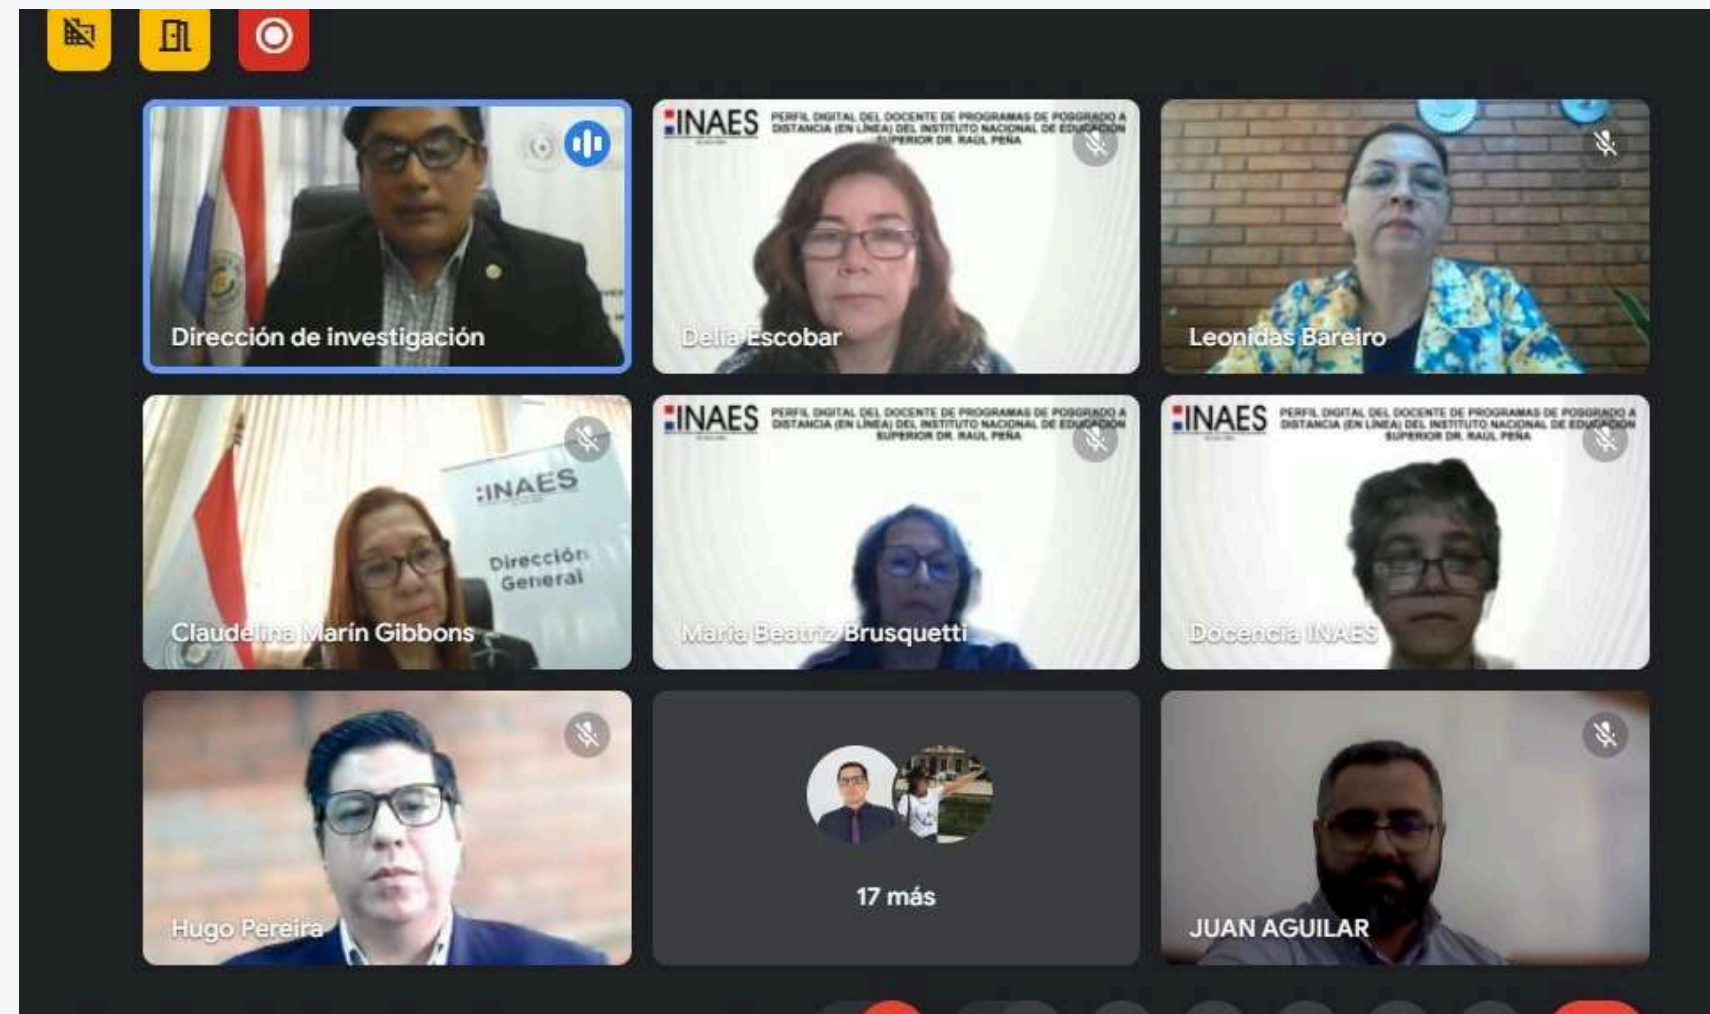 Dirección de investigación
INAES
PERFIL DIGITAL DEL DOCENTE DE PROGRAMAS DE POSGRADO A
DISTANCIA (EN LÍNEA) DEL INSTITUTO NACIONAL DE EDUCACIÓN
SUPERIOR DR. RAÚL PEÑA
Delia Escobar
Leonidas Bareiro
INAES
Dirección
General
Claudelina Marín Gibbons
INAES
PERFIL DIGITAL DEL DOCENTE DE PROGRAMAS DE POSGRADO A
DISTANCIA (EN LÍNEA) DEL INSTITUTO NACIONAL DE EDUCACIÓN
SUPERIOR DR. RAÚL PEÑA
María Beatriz Brusquetti
INAES
PERFIL DIGITAL DEL DOCENTE DE PROGRAMAS DE POSGRADO A
DISTANCIA (EN LÍNEA) DEL INSTITUTO NACIONAL DE EDUCACIÓN
SUPERIOR DR. RAÚL PEÑA
Docencia INAES
Hugo Pereira
17 más
JUAN AGUILAR